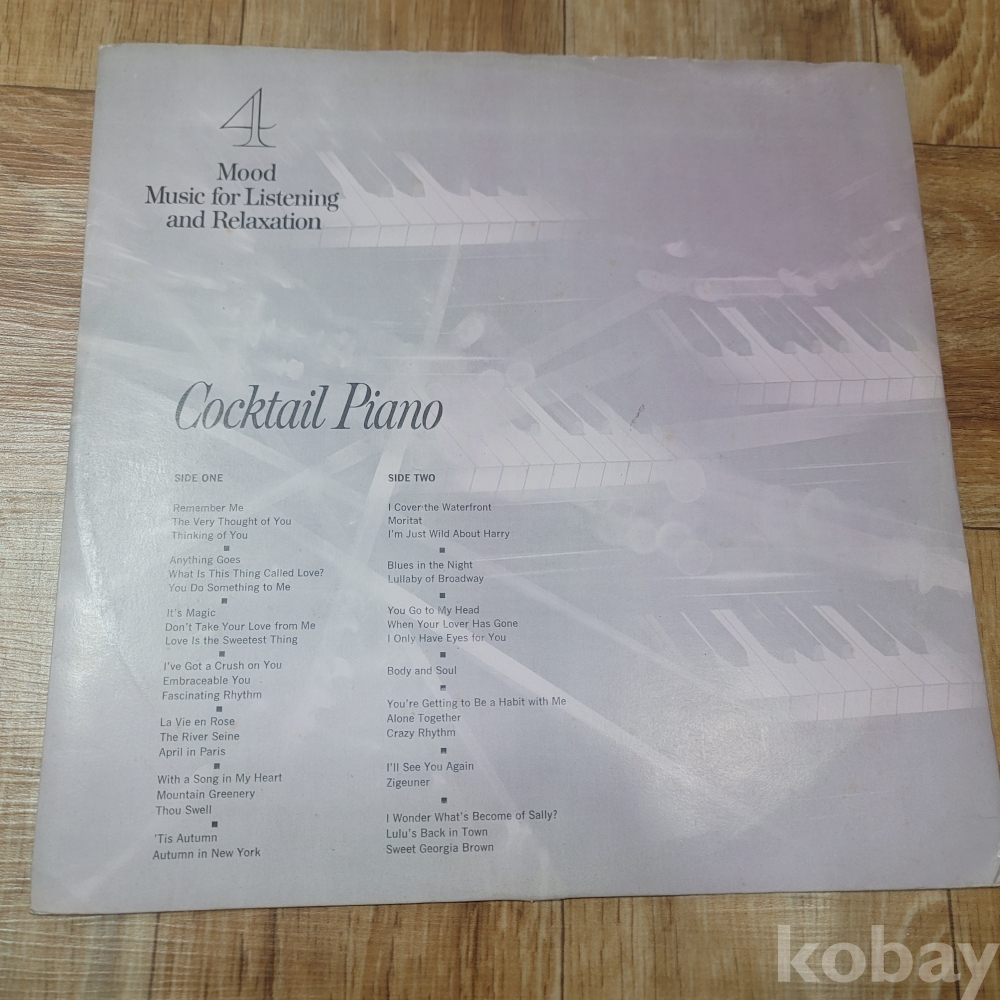 4
Mood
Music for Listening
and Relaxation
Cocktail Piano
SIDE ONE
Remember Me
The Very Thought of You
Thinking of You
Anything Goes
What Is This Thing Called Love?
You Do Something to Me
It's Magic
Don't Take Your Love from Me
Love Is the Sweetest Thing
I've Got a Crush on You
Embraceable You
Fascinating Rhythm
La Vie en Rose
The River Seine
April in Paris
With a Song in My Heart
Mountain Greenery
Thou Swell
'Tis Autumn
Autumn in New York
SIDE TWO
I Cover the Waterfront
Moritat
I'm Just Wild About Harry
Blues in the Night
Lullaby of Broadway
You Go to My Head
When Your Lover Has Gone
I Only Have Eyes for You
Body and Soul
You're Getting to Be a Habit with Me
Alone Together
Crazy Rhythm
I'll See You Again
Zigeuner
I Wonder What's Become of Sally?
Lulu's Back in Town
Sweet Georgia Brown
kobay